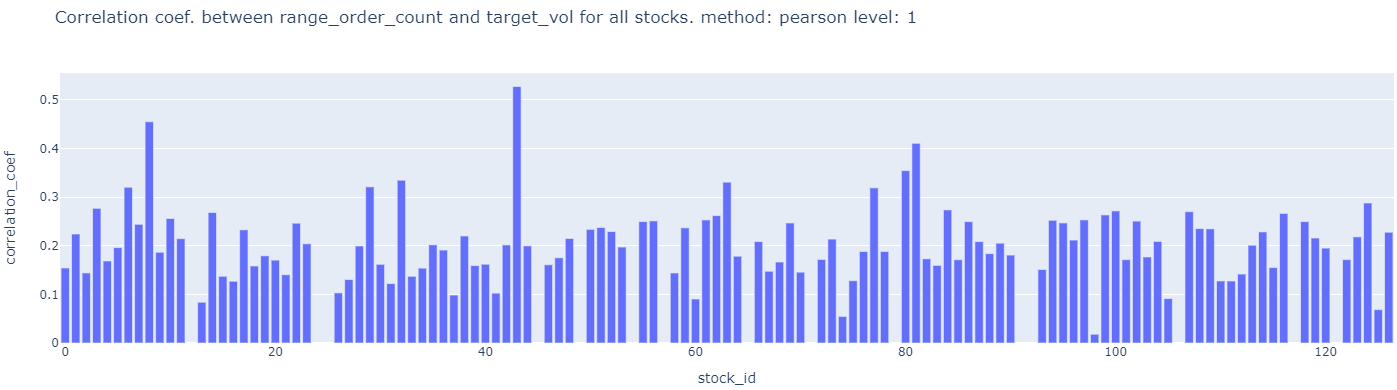 Correlation coef. between range_order_count and target_vol for all stocks. method: pearson level: 1
correlation_coef
0.5
0.4
0.3
0.2
0.1
0
0 20 40 60 80 100 120
stock_id